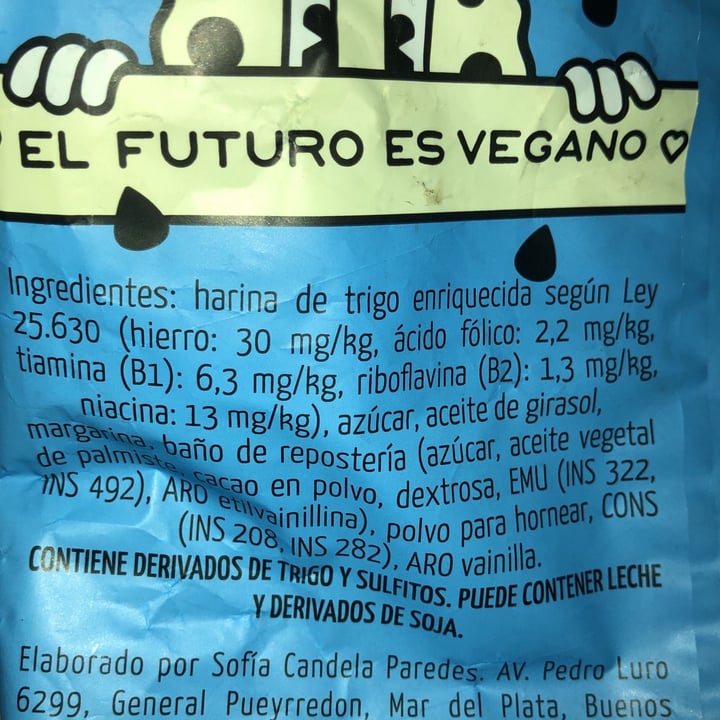 EL FUTURO ES VEGANO
Ingredientes: harina de trigo enriquecida según Ley
25.630 (hierro: 30 mg/kg, ácido fólico: 2,2 mg/kg,
tiamina (B1): 6,3 mg/kg, riboflavina (B2): 1,3 mg/kg,
niacina: 13 mg/kg), azúcar, aceite de girasol,
margarina, baño de repostería (azúcar, aceite vegetal
de palmiste, cacao en polvo, dextrosa, EMU (INS 322,
INS 492), ARO etilvainillina), polvo para hornear, CONS
(INS 208, INS 282), ARO vainilla.
CONTIENE DERIVADOS DE TRIGO Y SULFITOS. PUEDE CONTENER LECHE
Y DERIVADOS DE SOJA.
Elaborado por Sofía Candela Paredes. AV. Pedro Luro
6299, General Pueyrredon, Mar del Plata, Buenos